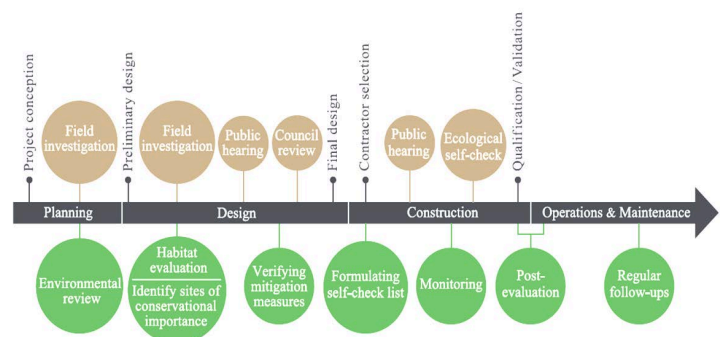 Project conception
Field
investigation
Preliminary design
Field
investigation
Public
hearing
Council
review
Final design
Contractor selection
Public
hearing
Ecological
self-check
Qualification/Validation
Planning
Design
Construction
Operations & Maintenance
Environmental
review
Habitat
evaluation
Identify sites of
conservational
importance
Verifying
mitigation
measures
Formulating
self-check list
Monitoring
Post-
evaluation
Regular
follow-ups